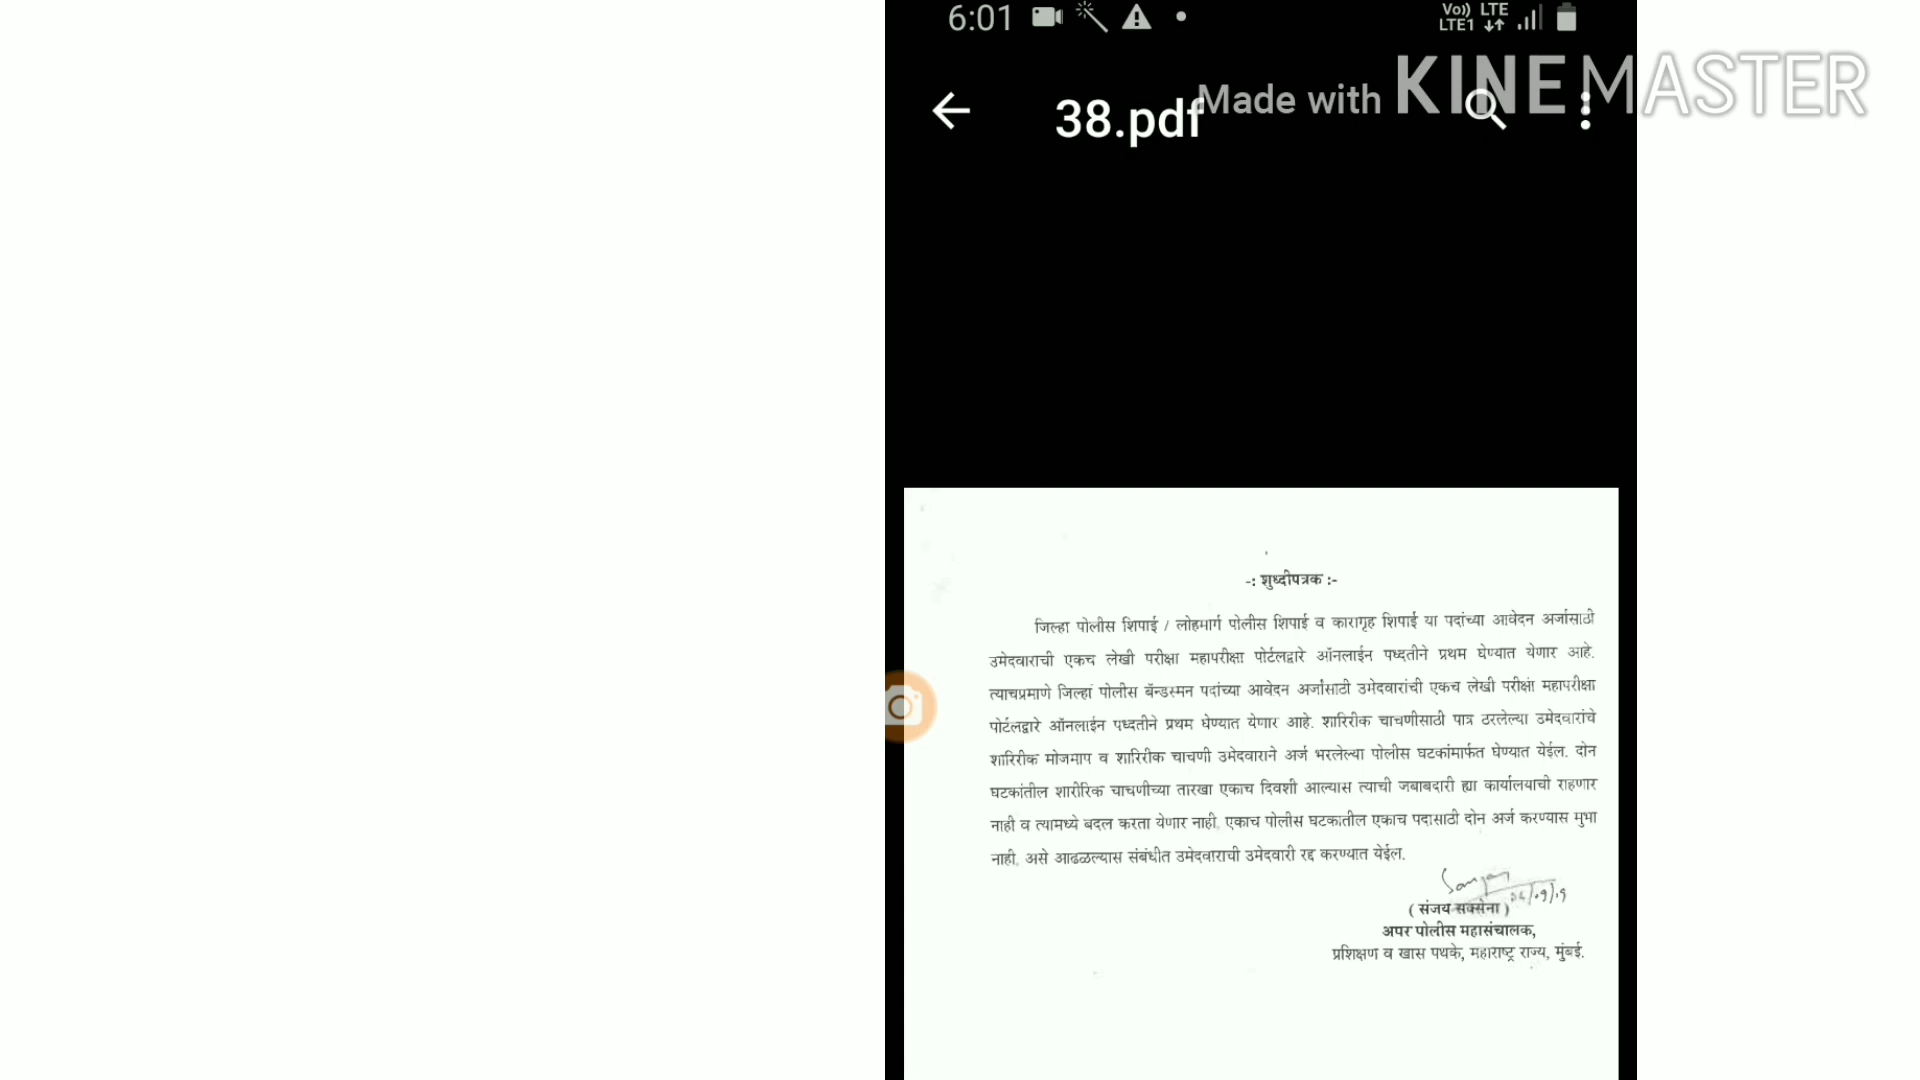 6:01
Vo)) LTE
LTE1
Made with KINEMASTER
38.pdf
-: शुध्दीपत्रक :-
जिल्हा पोलीस शिपाई / लोहमार्ग पोलीस शिपाई व कारागृह शिपाई या पदांच्या आवेदन अर्जासाठी
उमेदवाराची एकच लेखी परीक्षा महापरीक्षा पोर्टलद्वारे ऑनलाईन पध्दतीने प्रथम घेण्यात येणार आहे.
त्याचप्रमाणे जिल्हा पोलीस बॅन्डस्मन पदांच्या आवेदन अर्जासाठी उमेदवारांची एकच लेखी परीक्षा महापरीक्षा
पोर्टलद्वारे ऑनलाईन पध्दतीने प्रथम घेण्यात येणार आहे. शारिरीक चाचणीसाठी पात्र ठरलेल्या उमेदवारांचे
शारिरीक मोजमाप व शारिरीक चाचणी उमेदवाराने अर्ज भरलेल्या पोलीस घटकांमार्फत घेण्यात येईल. दोन
घटकांतील शारीरिक चाचणीच्या तारखा एकाच दिवशी आल्यास त्याची जबाबदारी ह्या कार्यालयाची राहणार
नाही व त्यामध्ये बदल करता येणार नाही. एकाच पोलीस घटकातील एकाच पदासाठी दोन अर्ज करण्यास मुभा
नाही. असे आढळल्यास संबंधीत उमेदवाराची उमेदवारी रद्द करण्यात येईल.
( संजय सक्सेना )
अपर पोलीस महासंचालक,
प्रशिक्षण व खास पथके, महाराष्ट्र राज्य, मुंबई.